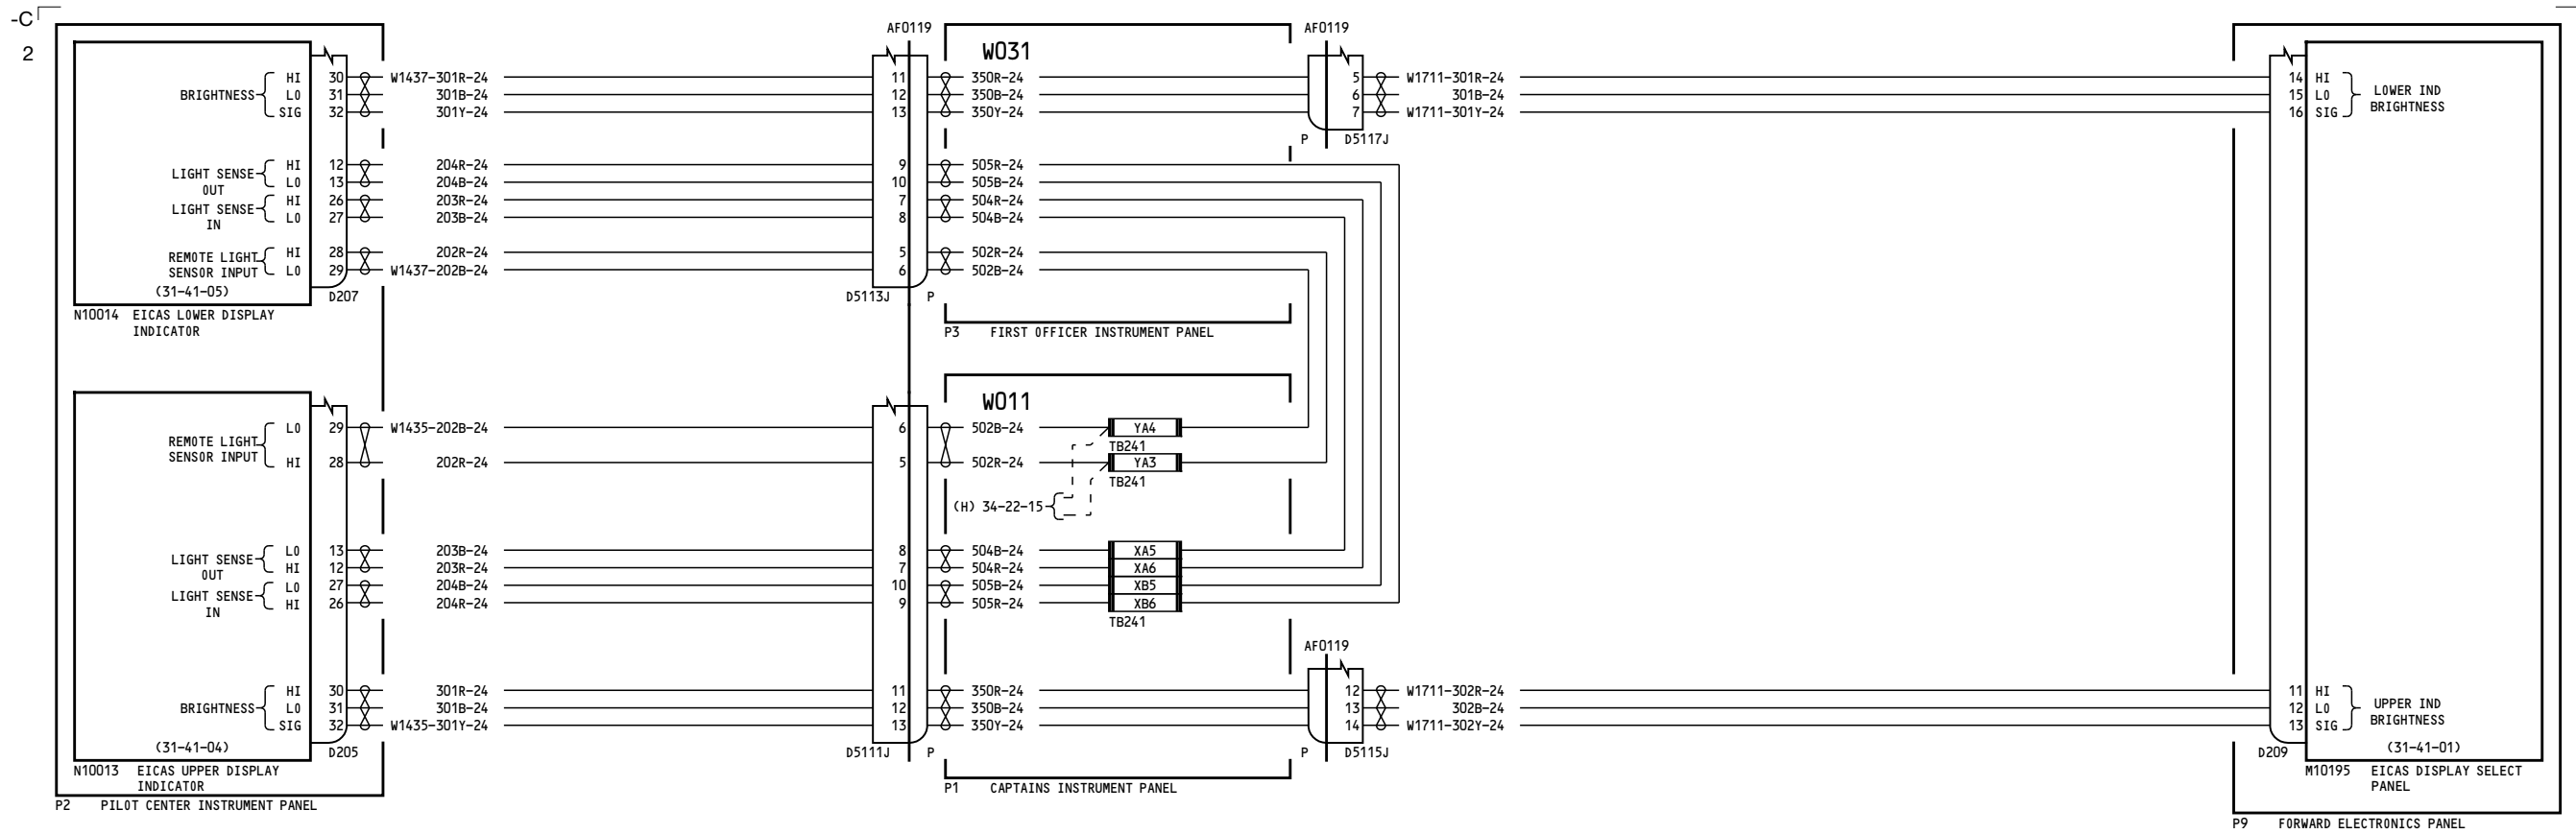 -C
2
AF0119
AF0119
W031
HI 30 W1437-301R-24 11 350R-24 5 W1711-301R-24 14 HI
BRIGHTNESS L0 31 301B-24 12 350B-24 6 301B-24 15 L0 LOWER IND
SIG 32 301Y-24 13 350Y-24 7 W1711-301Y-24 16 SIG BRIGHTNESS
P D5117J
HI 12 204R-24 9 505R-24
LIGHT SENSE OUT
L0 13 204B-24 10 505B-24
HI 26 203R-24 7 504R-24
LIGHT SENSE IN
L0 27 203B-24 8 504B-24
HI 28 202R-24 5 502R-24
REMOTE LIGHT
SENSOR INPUT L0 29 W1437-202B-24 6 502B-24
(31-41-05) D207 D5113J P
N10014 EICAS LOWER DISPLAY
INDICATOR
P3 FIRST OFFICER INSTRUMENT PANEL
W011
L0 29 W1435-202B-24 6 502B-24 YA4
TB241
REMOTE LIGHT
SENSOR INPUT
HI 28 202R-24 5 502R-24 YA3
TB241
(H) 34-22-15
L0 13 203B-24 8 504B-24 XA5
LIGHT SENSE OUT
HI 12 203R-24 7 504R-24 XA6
L0 27 204B-24 10 505B-24 XB5
LIGHT SENSE IN
HI 26 204R-24 9 505R-24 XB6
TB241
AF0119
HI 30 301R-24 11 350R-24 12 W1711-302R-24 11 HI
BRIGHTNESS L0 31 301B-24 12 350B-24 13 302B-24 12 L0 UPPER IND
SIG 32 W1435-301Y-24 13 350Y-24 14 W1711-302Y-24 13 SIG BRIGHTNESS
(31-41-04) D205 D5111J P P D5115J D209 (31-41-01)
N10013 EICAS UPPER DISPLAY
INDICATOR
M10195 EICAS DISPLAY SELECT
PANEL
P1 CAPTAINS INSTRUMENT PANEL
P2 PILOT CENTER INSTRUMENT PANEL
P9 FORWARD ELECTRONICS PANEL